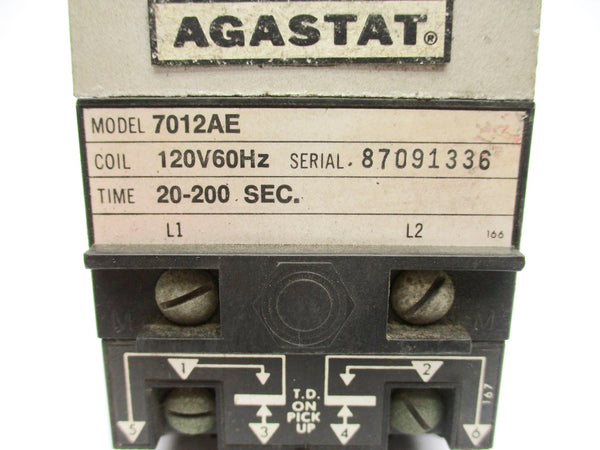 AGASTAT®
MODEL 7012AE
COIL 120V60Hz SERIAL. 87091336
TIME 20-200 SEC.
L1 L2 166
M M
1 2
T.D.
ON
PICK
UP
5 3 4 6
167